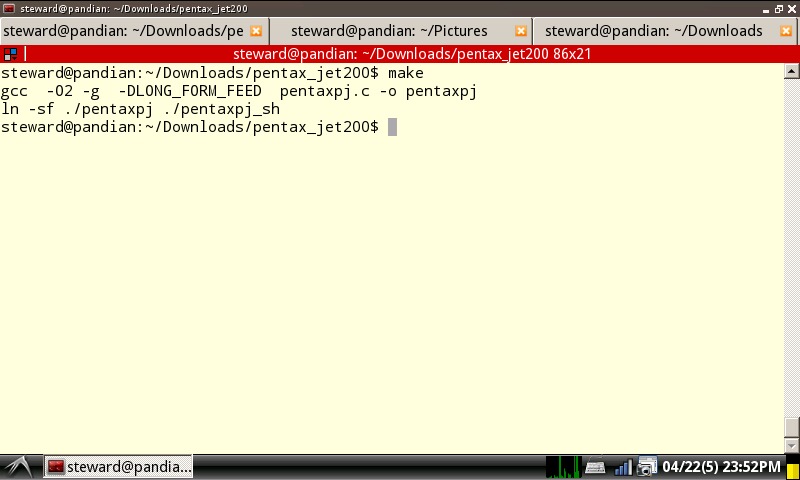 steward@pandian: ~/Downloads/pentax_jet200
steward@pandian: ~/Downloads/pe
steward@pandian: ~/Pictures
steward@pandian: ~/Downloads
steward@pandian: ~/Downloads/pentax_jet200 86x21
steward@pandian:~/Downloads/pentax_jet200$ make
gcc  -O2 -g  -DLONG_FORM_FEED  pentaxpj.c -o pentaxpj
ln -sf ./pentaxpj ./pentaxpj_sh
steward@pandian:~/Downloads/pentax_jet200$
steward@pandia...
04/22(5) 23:52PM